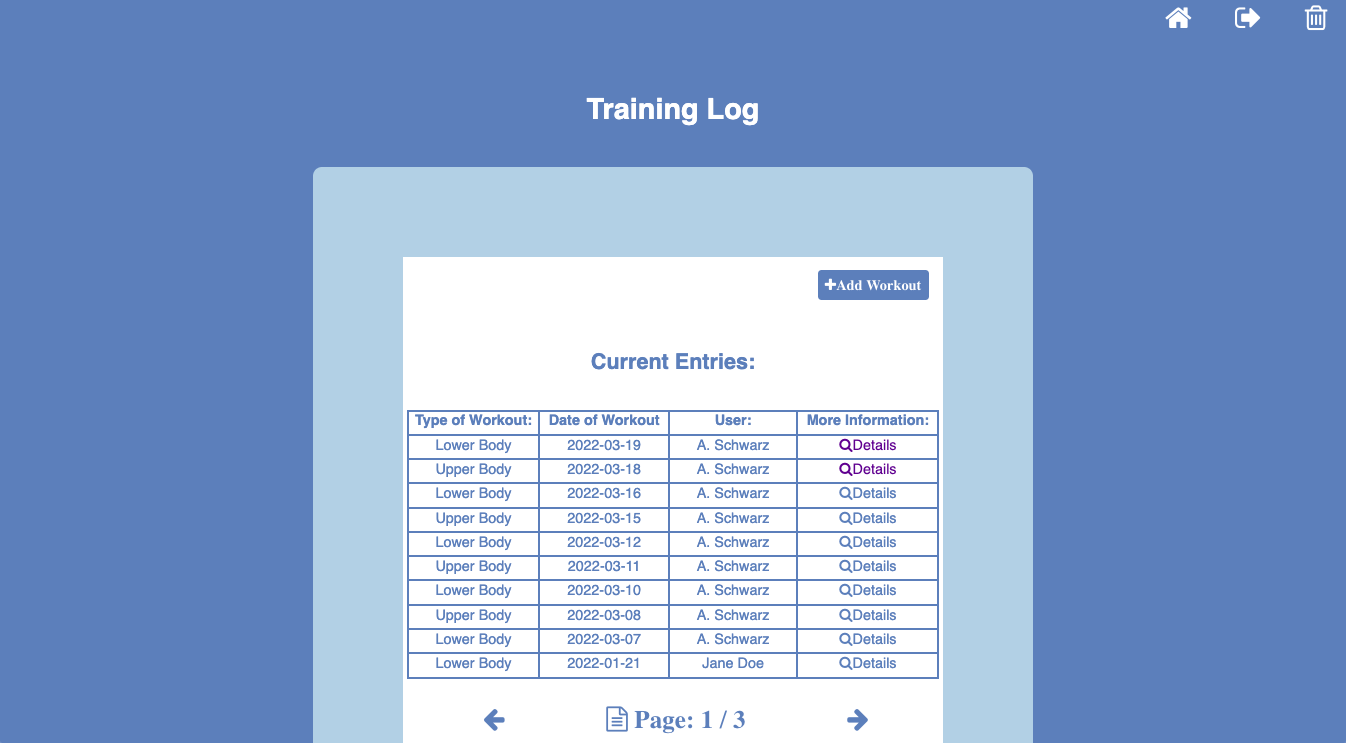 Training Log
Add Workout
Current Entries:
Type of Workout: Date of Workout User: More Information:
Lower Body 2022-03-19 A. Schwarz Details
Upper Body 2022-03-18 A. Schwarz Details
Lower Body 2022-03-16 A. Schwarz Details
Upper Body 2022-03-15 A. Schwarz Details
Lower Body 2022-03-12 A. Schwarz Details
Upper Body 2022-03-11 A. Schwarz Details
Lower Body 2022-03-10 A. Schwarz Details
Upper Body 2022-03-08 A. Schwarz Details
Lower Body 2022-03-07 A. Schwarz Details
Lower Body 2022-01-21 Jane Doe Details
Page: 1 / 3